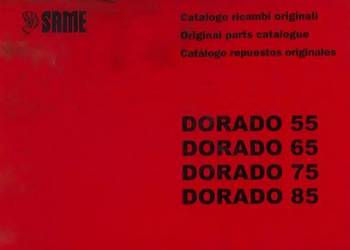 SAME
Catalogo ricambi originali
Original parts catalogue
Catálogo repuestos originales
DORADO 55
DORADO 65
DORADO 75
DORADO 85